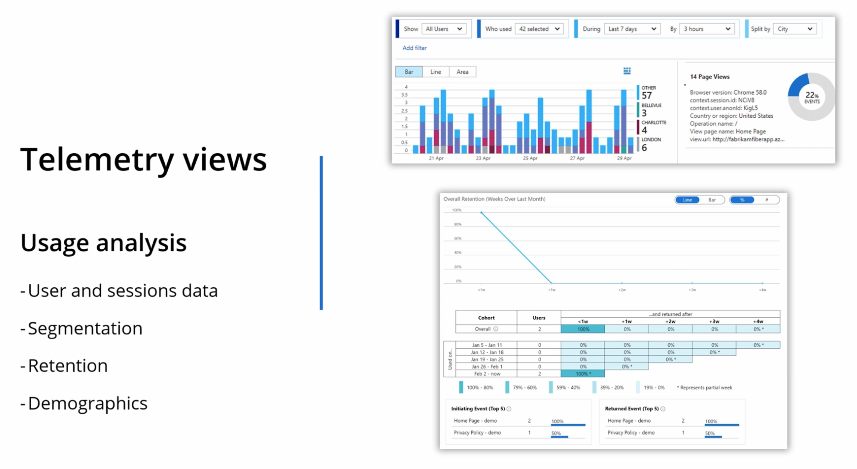 Telemetry views
Usage analysis
-User and sessions data
-Segmentation
-Retention
-Demographics
Show All Users Who used 42 selected During Last 7 days By 3 hours Split by City
Add filter
Bar Line Area
4
3.5
3
2.5
2
1.5
1
0.5
0
21 Apr 23 Apr 25 Apr 27 Apr 29 Apr
OTHER
57
BELLEVUE
3
CHARLOTTE
4
LONDON
6
14 Page Views
Browser version: Chrome 58.0
context.session.id: NCiV8
context.user.anonId: KigL5
Country or region: United States
Operation name: /
View page name: Home Page
view.url: http://fabrikamfiberapp.az...
22%
EVENTS
Overall Retention (Weeks Over Last Month)
Line Bar % #
100%
80%
60%
40%
20%
0%
<1w +1w +2w +3w +4w
...and returned after
Cohort Users <1w +1w +2w +3w +4w
Overall 2 100% 0% 0% 0% 0% *
Used on...
Jan 5 - Jan 11 0 0% 0% 0% 0% 0% *
Jan 12 - Jan 18 0 0% 0% 0% 0% *
Jan 19 - Jan 25 0 0% 0% 0% *
Jan 26 - Feb 1 0 0% 0% *
Feb 2 - now 2 100% *
100% - 80% 79% - 60% 59% - 40% 39% - 20% 19% - 0% * Represents partial week
Initiating Event (Top 5)
Home Page - demo 2 100%
Privacy Policy - demo 1 50%
Returned Event (Top 5)
Home Page - demo 2 100%
Privacy Policy - demo 1 50%